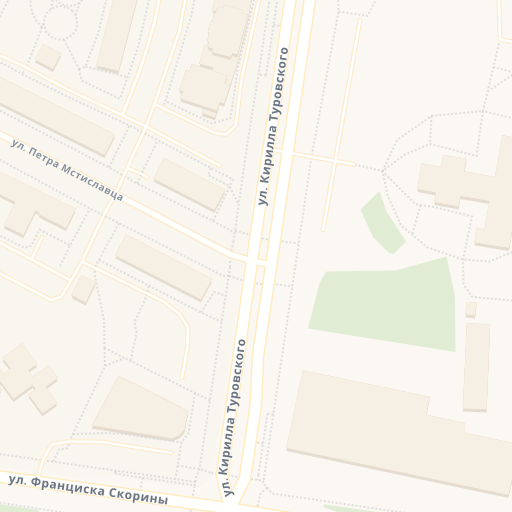 ул. Кирилла Туровского
ул. Петра Мстиславца
ул. Кирилла Туровского
ул. Франциска Скорины